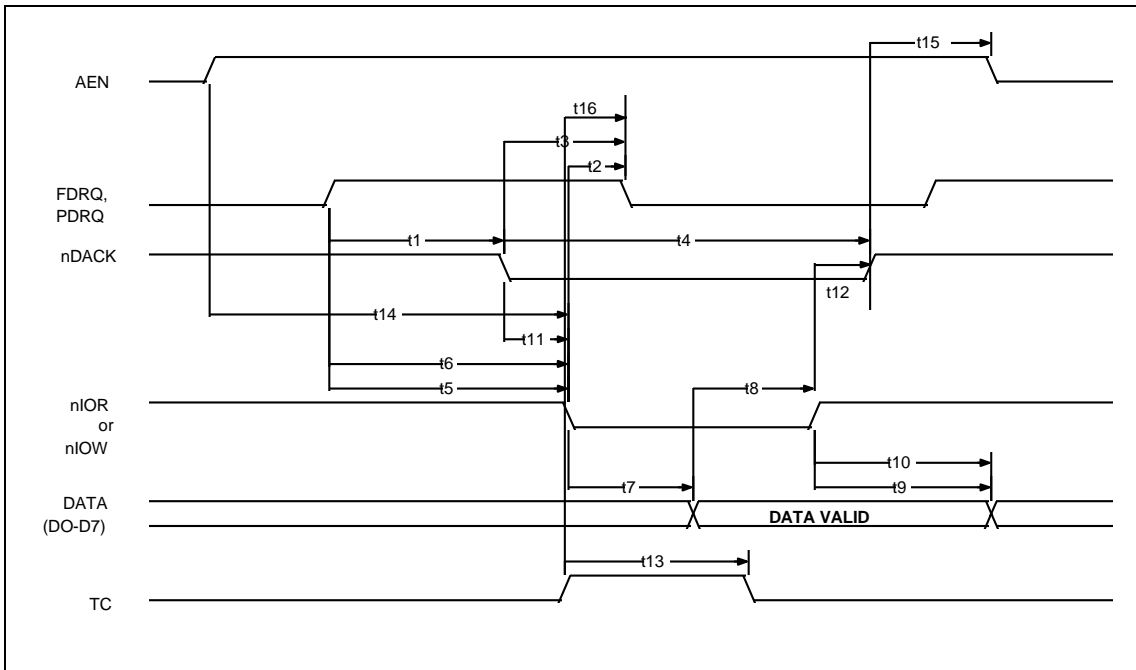 t15
AEN
t16
t3
t2
FDRQ,
PDRQ
t1
t4
nDACK
t12
t14
t11
t6
t5
t8
nIOR
or
nIOW
t10
t7
t9
DATA
(DO-D7)
DATA VALID
t13
TC